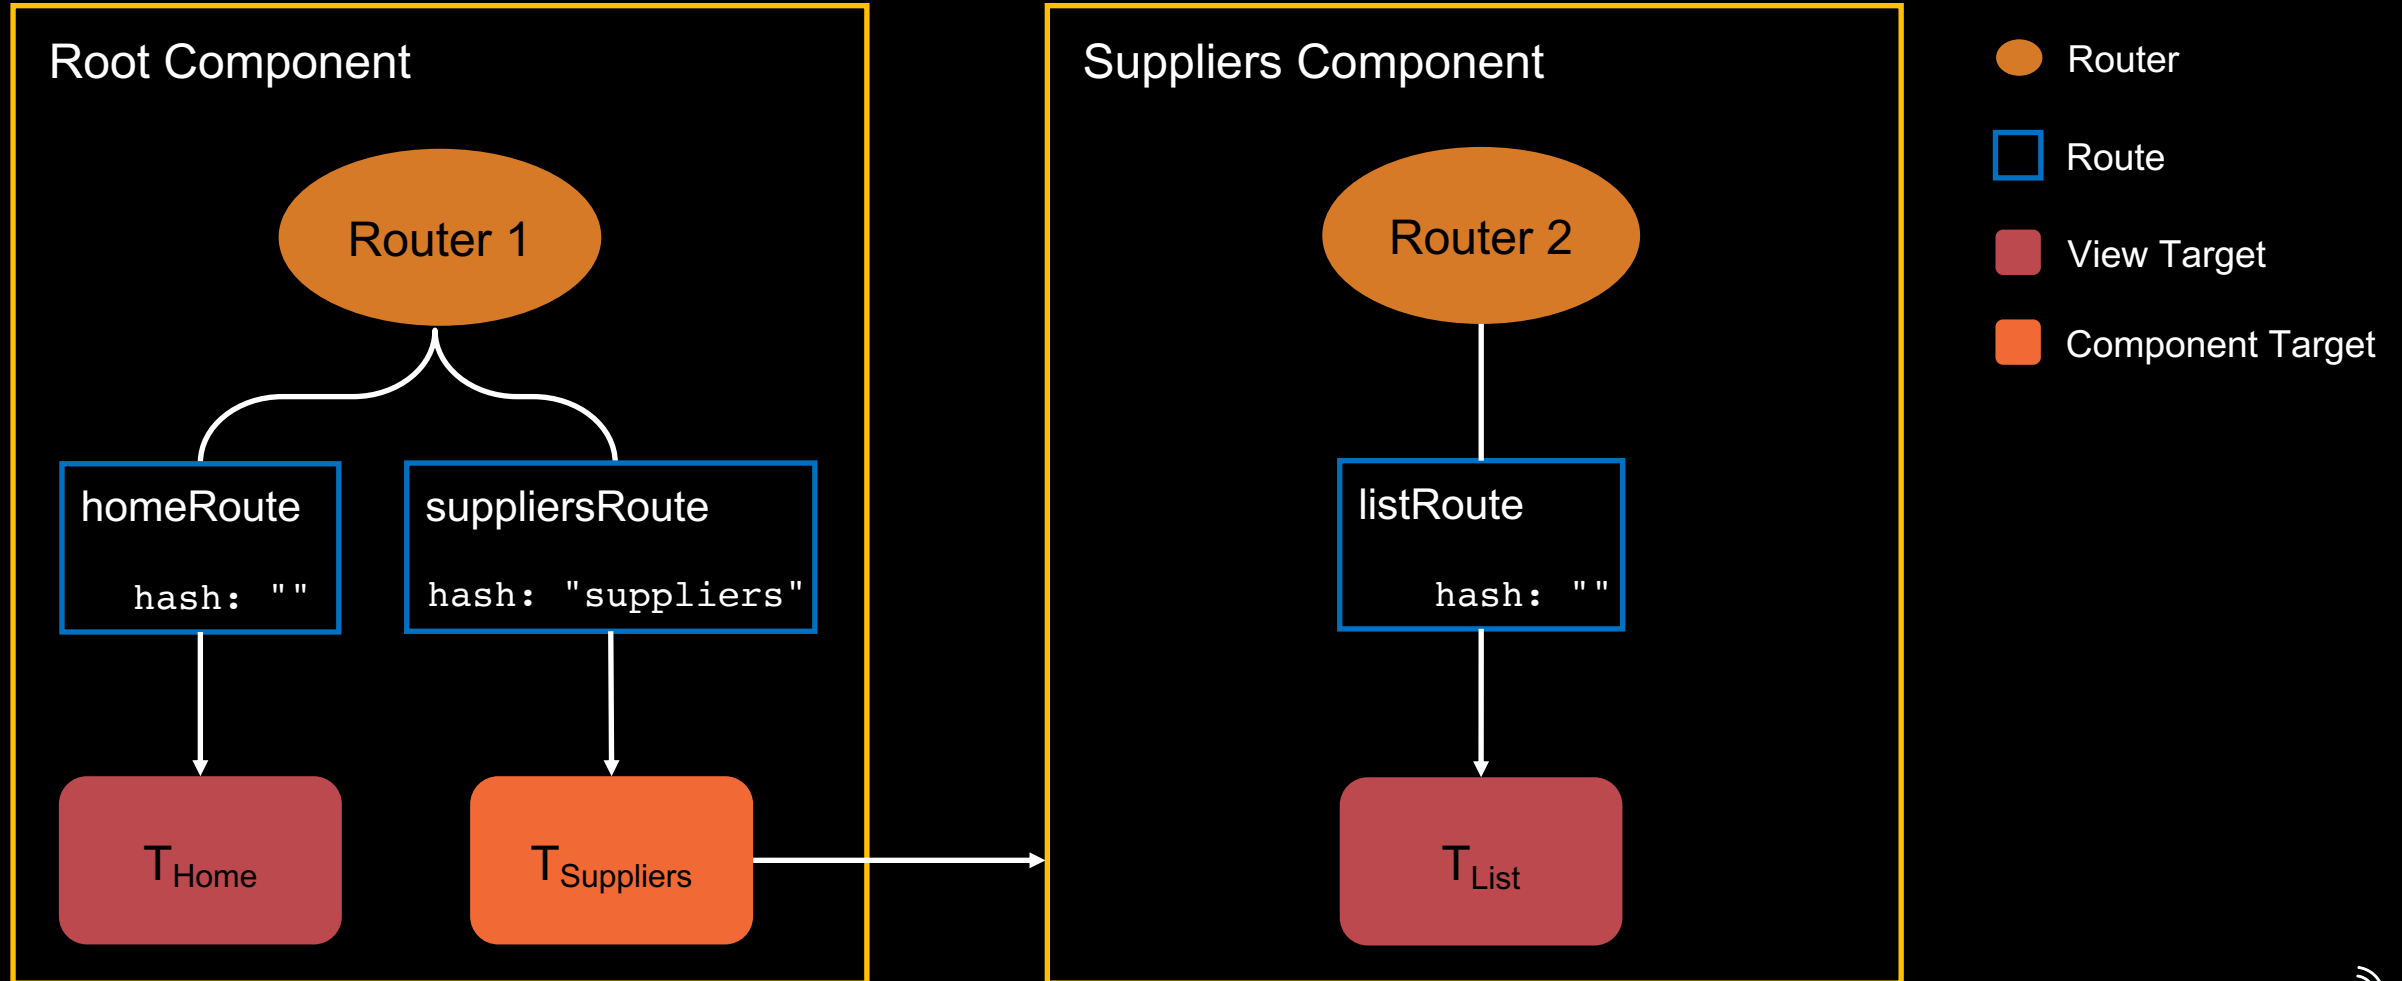 Root Component
Router 1
homeRoute
hash: ""
suppliersRoute
hash: "suppliers"
THome
TSuppliers
Suppliers Component
Router 2
listRoute
hash: ""
TList
Router
Route
View Target
Component Target